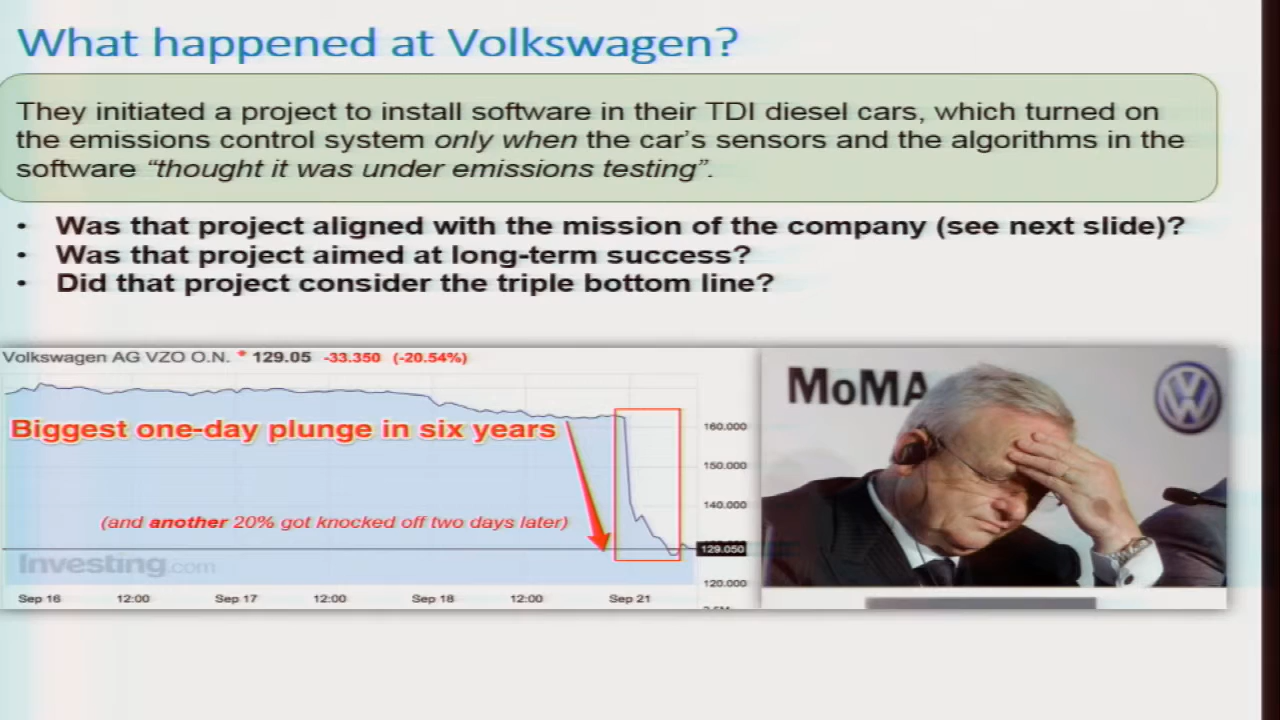 What happened at Volkswagen?
They initiated a project to install software in their TDI diesel cars, which turned on
the emissions control system only when the car's sensors and the algorithms in the
software “thought it was under emissions testing”.
• Was that project aligned with the mission of the company (see next slide)?
• Was that project aimed at long-term success?
• Did that project consider the triple bottom line?
Volkswagen AG VZO O.N. * 129.05 -33.350 (-20.54%)
Biggest one-day plunge in six years
(and another 20% got knocked off two days later)
160.000
150.000
140.000
129.050
120.000
Investing.com
Sep 16 12:00 Sep 17 12:00 Sep 18 12:00 Sep 21
MoMA
VW